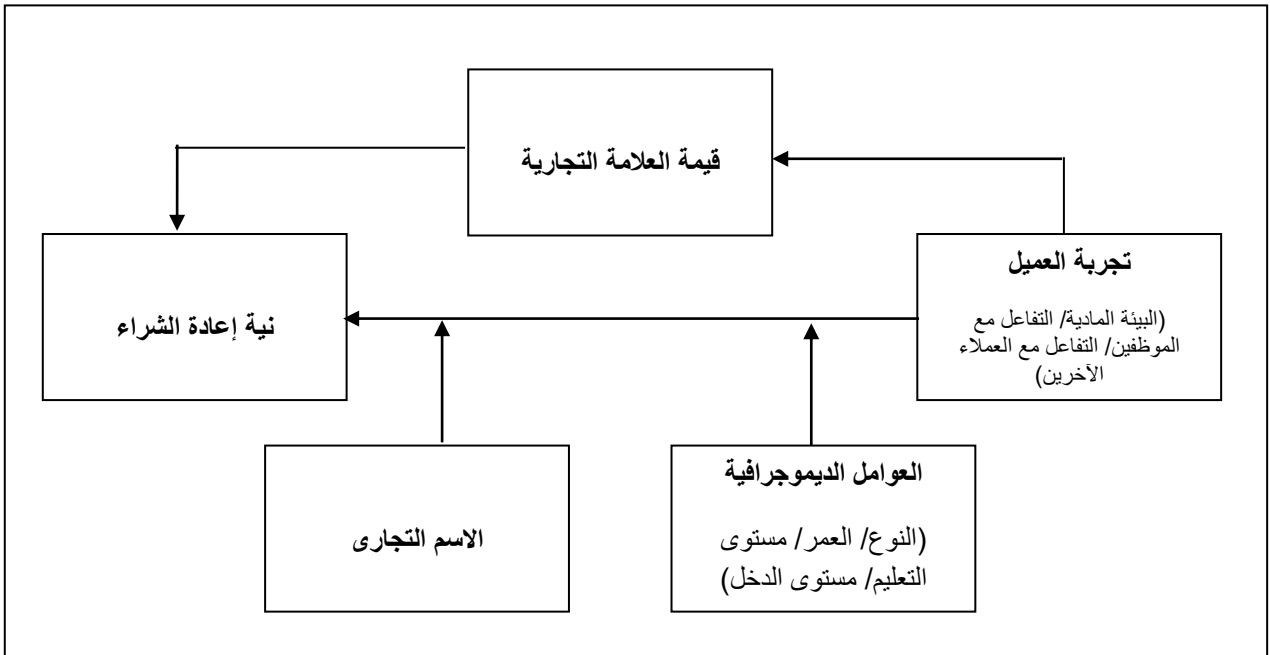 قيمة العلامة التجارية
تجربة العميل
(البيئة المادية/ التفاعل مع
الموظفين/ التفاعل مع العملاء
الآخرين)
نية إعادة الشراء
العوامل الديموجرافية
(النوع/ العمر/ مستوى
التعليم/ مستوى الدخل)
الاسم التجارى